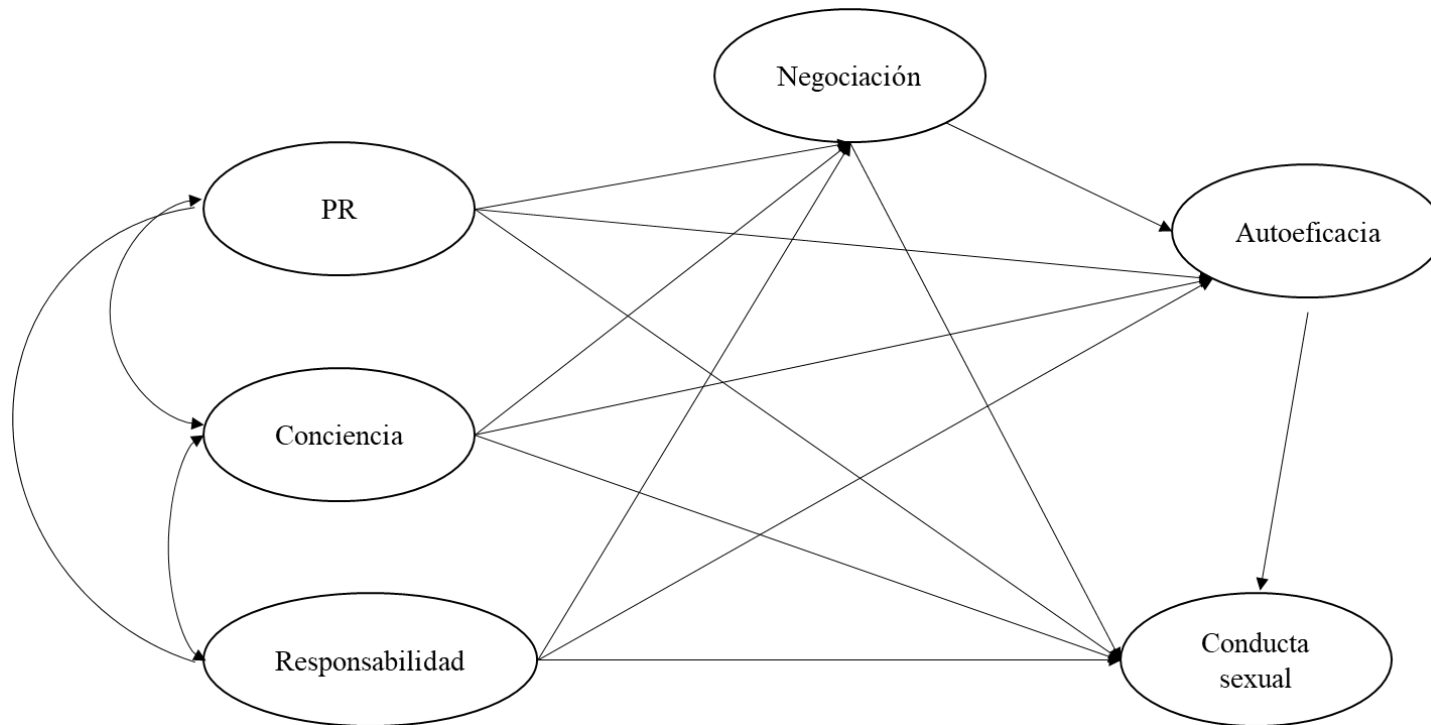 Negociación
PR
Autoeficacia
Conciencia
Responsabilidad
Conducta
sexual